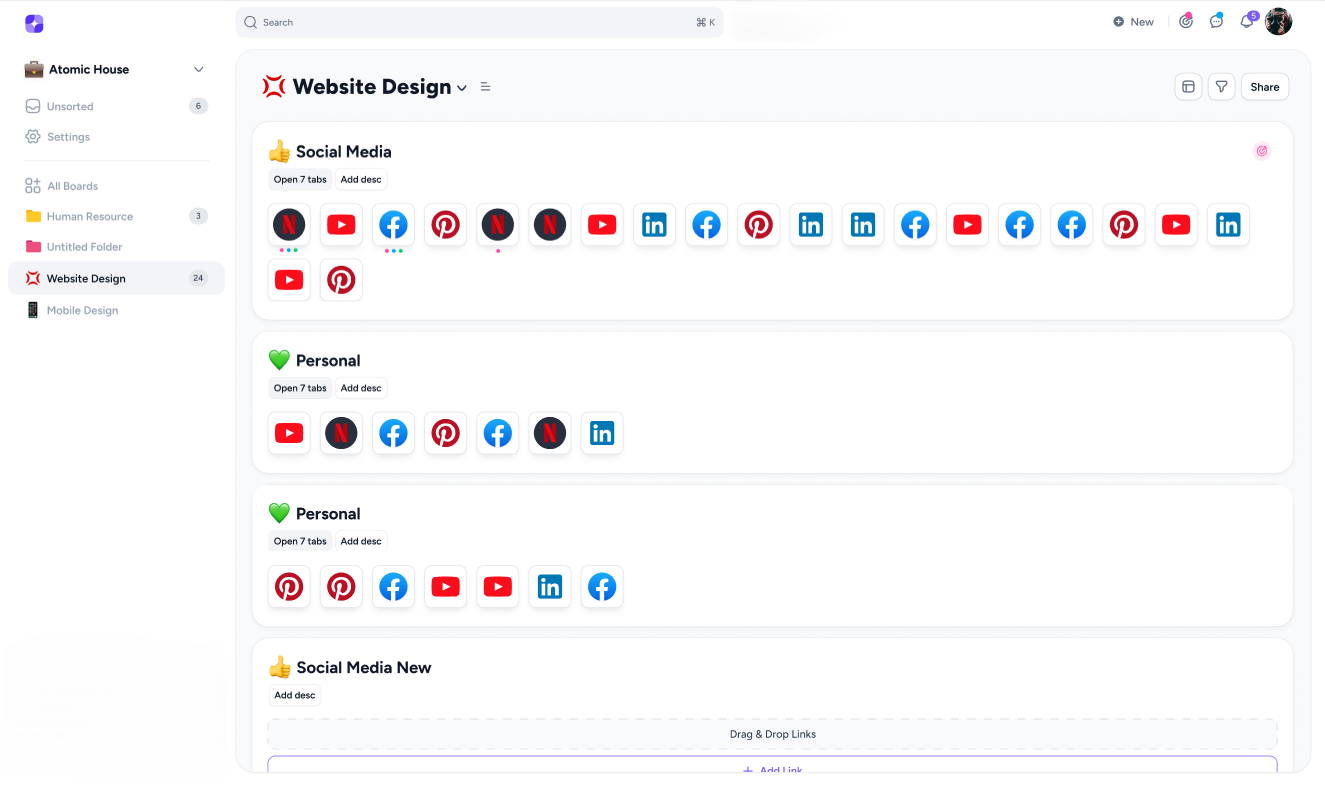 Search
⌘ K
New
5
Atomic House
Unsorted
6
Settings
All Boards
Human Resource
3
Untitled Folder
Website Design
24
Mobile Design
Website Design
Share
Social Media
Open 7 tabs
Add desc
Personal
Open 7 tabs
Add desc
Personal
Open 7 tabs
Add desc
Social Media New
Add desc
Drag & Drop Links
Add Link